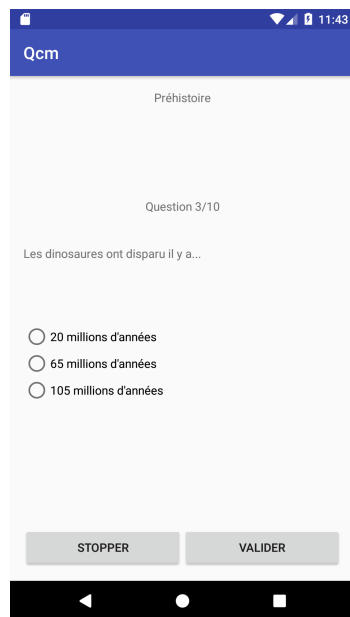 11:43
Qcm
Préhistoire
Question 3/10
Les dinosaures ont disparu il y a...
20 millions d'années
65 millions d'années
105 millions d'années
STOPPER VALIDER